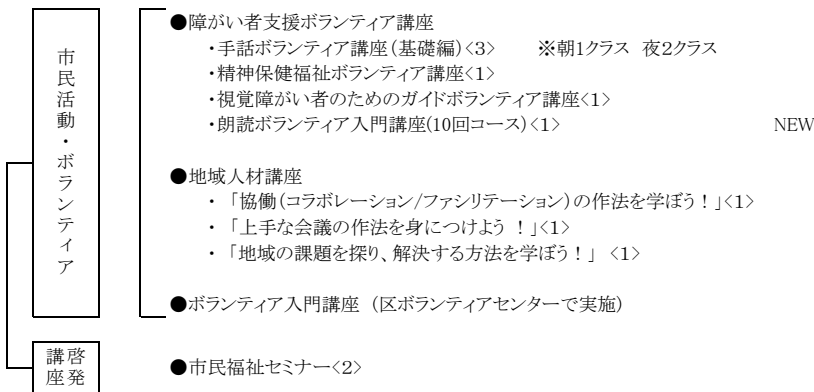 市民活動・ボランティア
●障がい者支援ボランティア講座
・手話ボランティア講座(基礎編)<3> ※朝1クラス 夜2クラス
・精神保健福祉ボランティア講座<1>
・視覚障がい者のためのガイドボランティア講座<1>
・朗読ボランティア入門講座(10回コース)<1> NEW
●地域人材講座
・「協働(コラボレーション/ファシリテーション)の作法を学ぼう！」<1>
・「上手な会議の作法を身につけよう ！」<1>
・「地域の課題を探り、解決する方法を学ぼう！」 <1>
●ボランティア入門講座 (区ボランティアセンターで実施)
啓発
講座
●市民福祉セミナー<2>